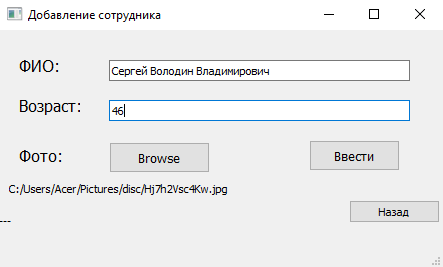 Добавление сотрудника
ФИО:
Сергей Володин Владимирович
Возраст:
46
Фото:
Browse
Ввести
C:/Users/Acer/Pictures/disc/Hj7h2Vsc4Kw.jpg
Назад
---